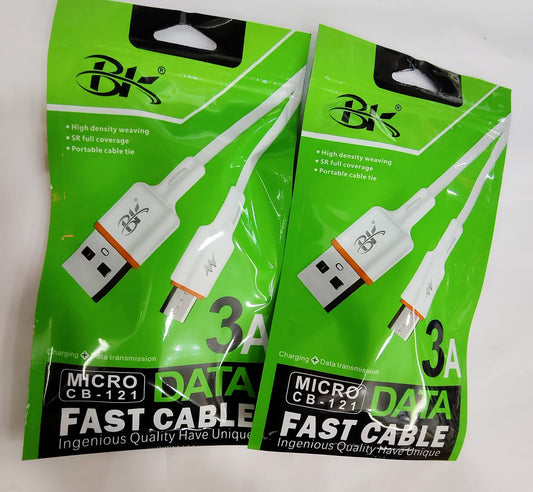 BK®
• High density weaving
• SR full coverage
• Portable cable tie
BK
3A
Charging + Data transmission
MICRO
CB-121
DATA
FAST CABLE
Ingenious Quality Have Unique
BK®
• High density weaving
• SR full coverage
• Portable cable tie
BK
3A
Charging + Data transmission
MICRO
CB-121
DATA
FAST CABLE
Ingenious Quality Have Unique